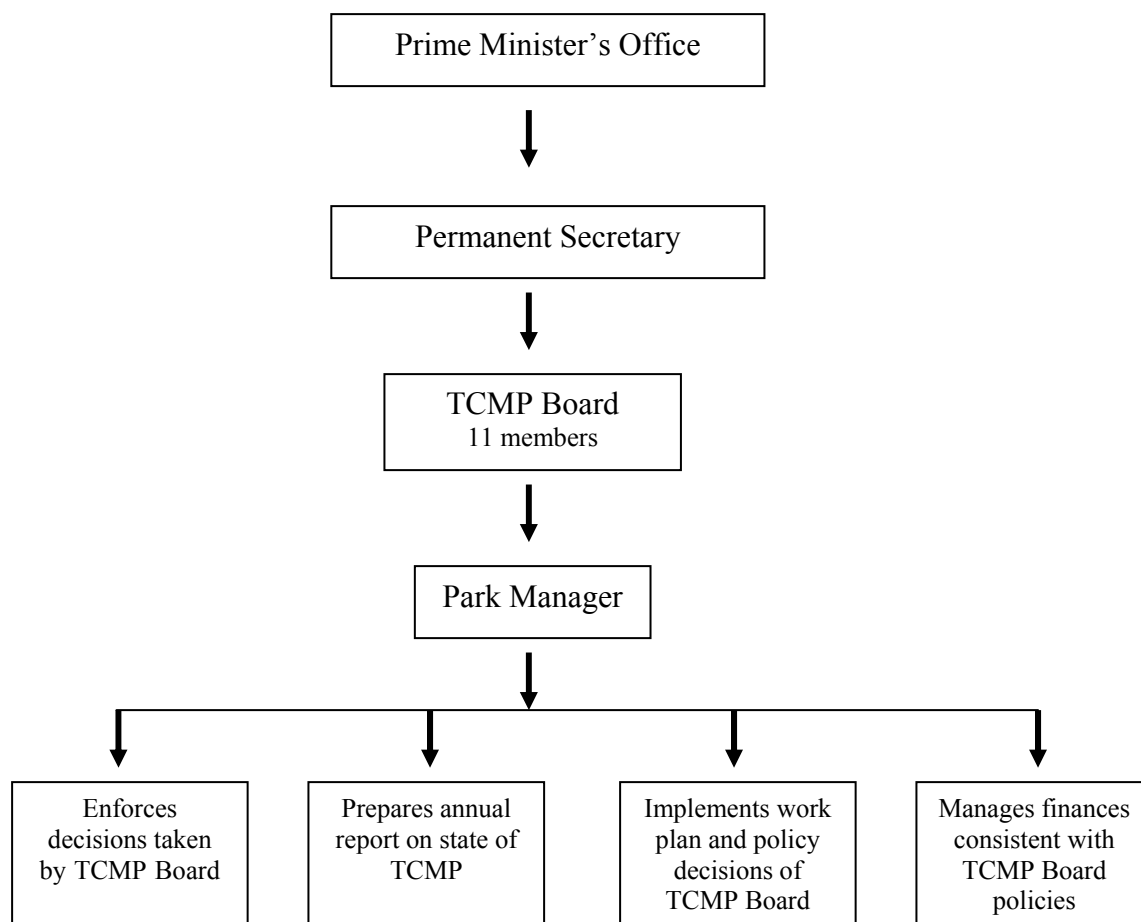 Prime Minister’s Office
Permanent Secretary
TCMP Board
11 members
Park Manager
Enforces
decisions taken
by TCMP Board
Prepares annual
report on state of
TCMP
Implements work
plan and policy
decisions of
TCMP Board
Manages finances
consistent with
TCMP Board
policies